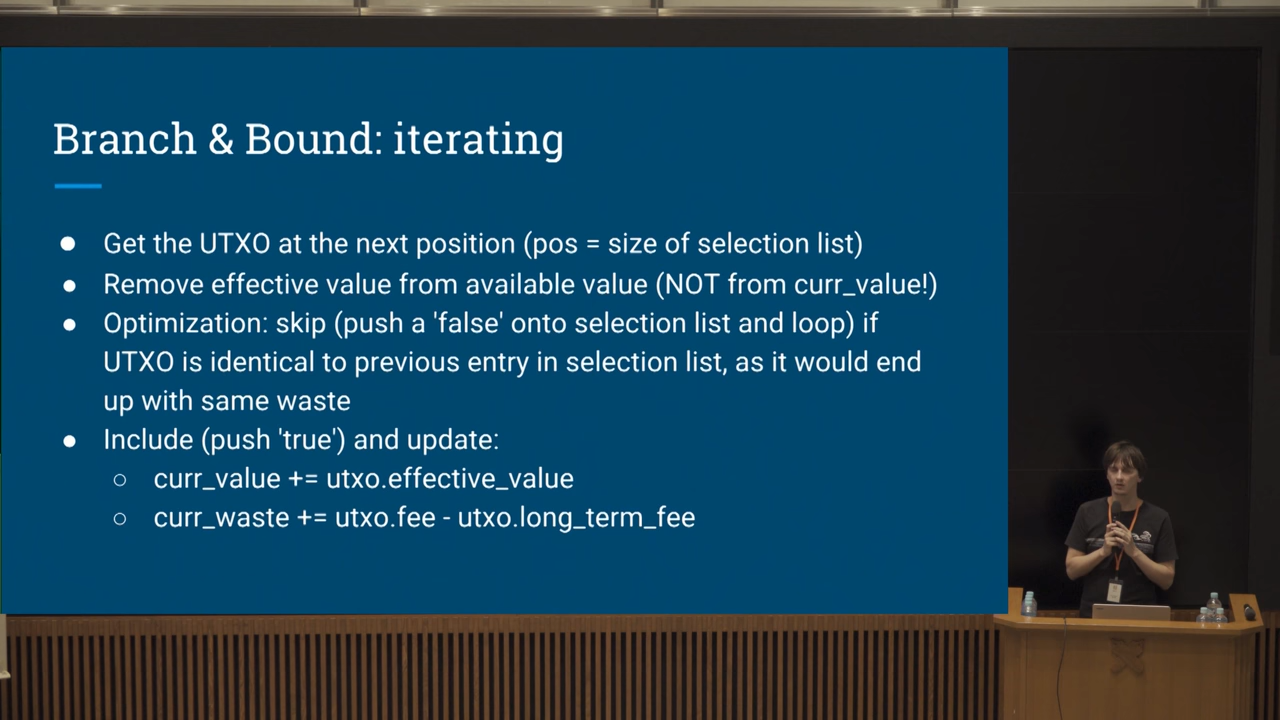 Branch & Bound: iterating
● Get the UTXO at the next position (pos = size of selection list)
● Remove effective value from available value (NOT from curr_value!)
● Optimization: skip (push a 'false' onto selection list and loop) if
UTXO is identical to previous entry in selection list, as it would end
up with same waste
● Include (push 'true') and update:
○ curr_value += utxo.effective_value
○ curr_waste += utxo.fee - utxo.long_term_fee